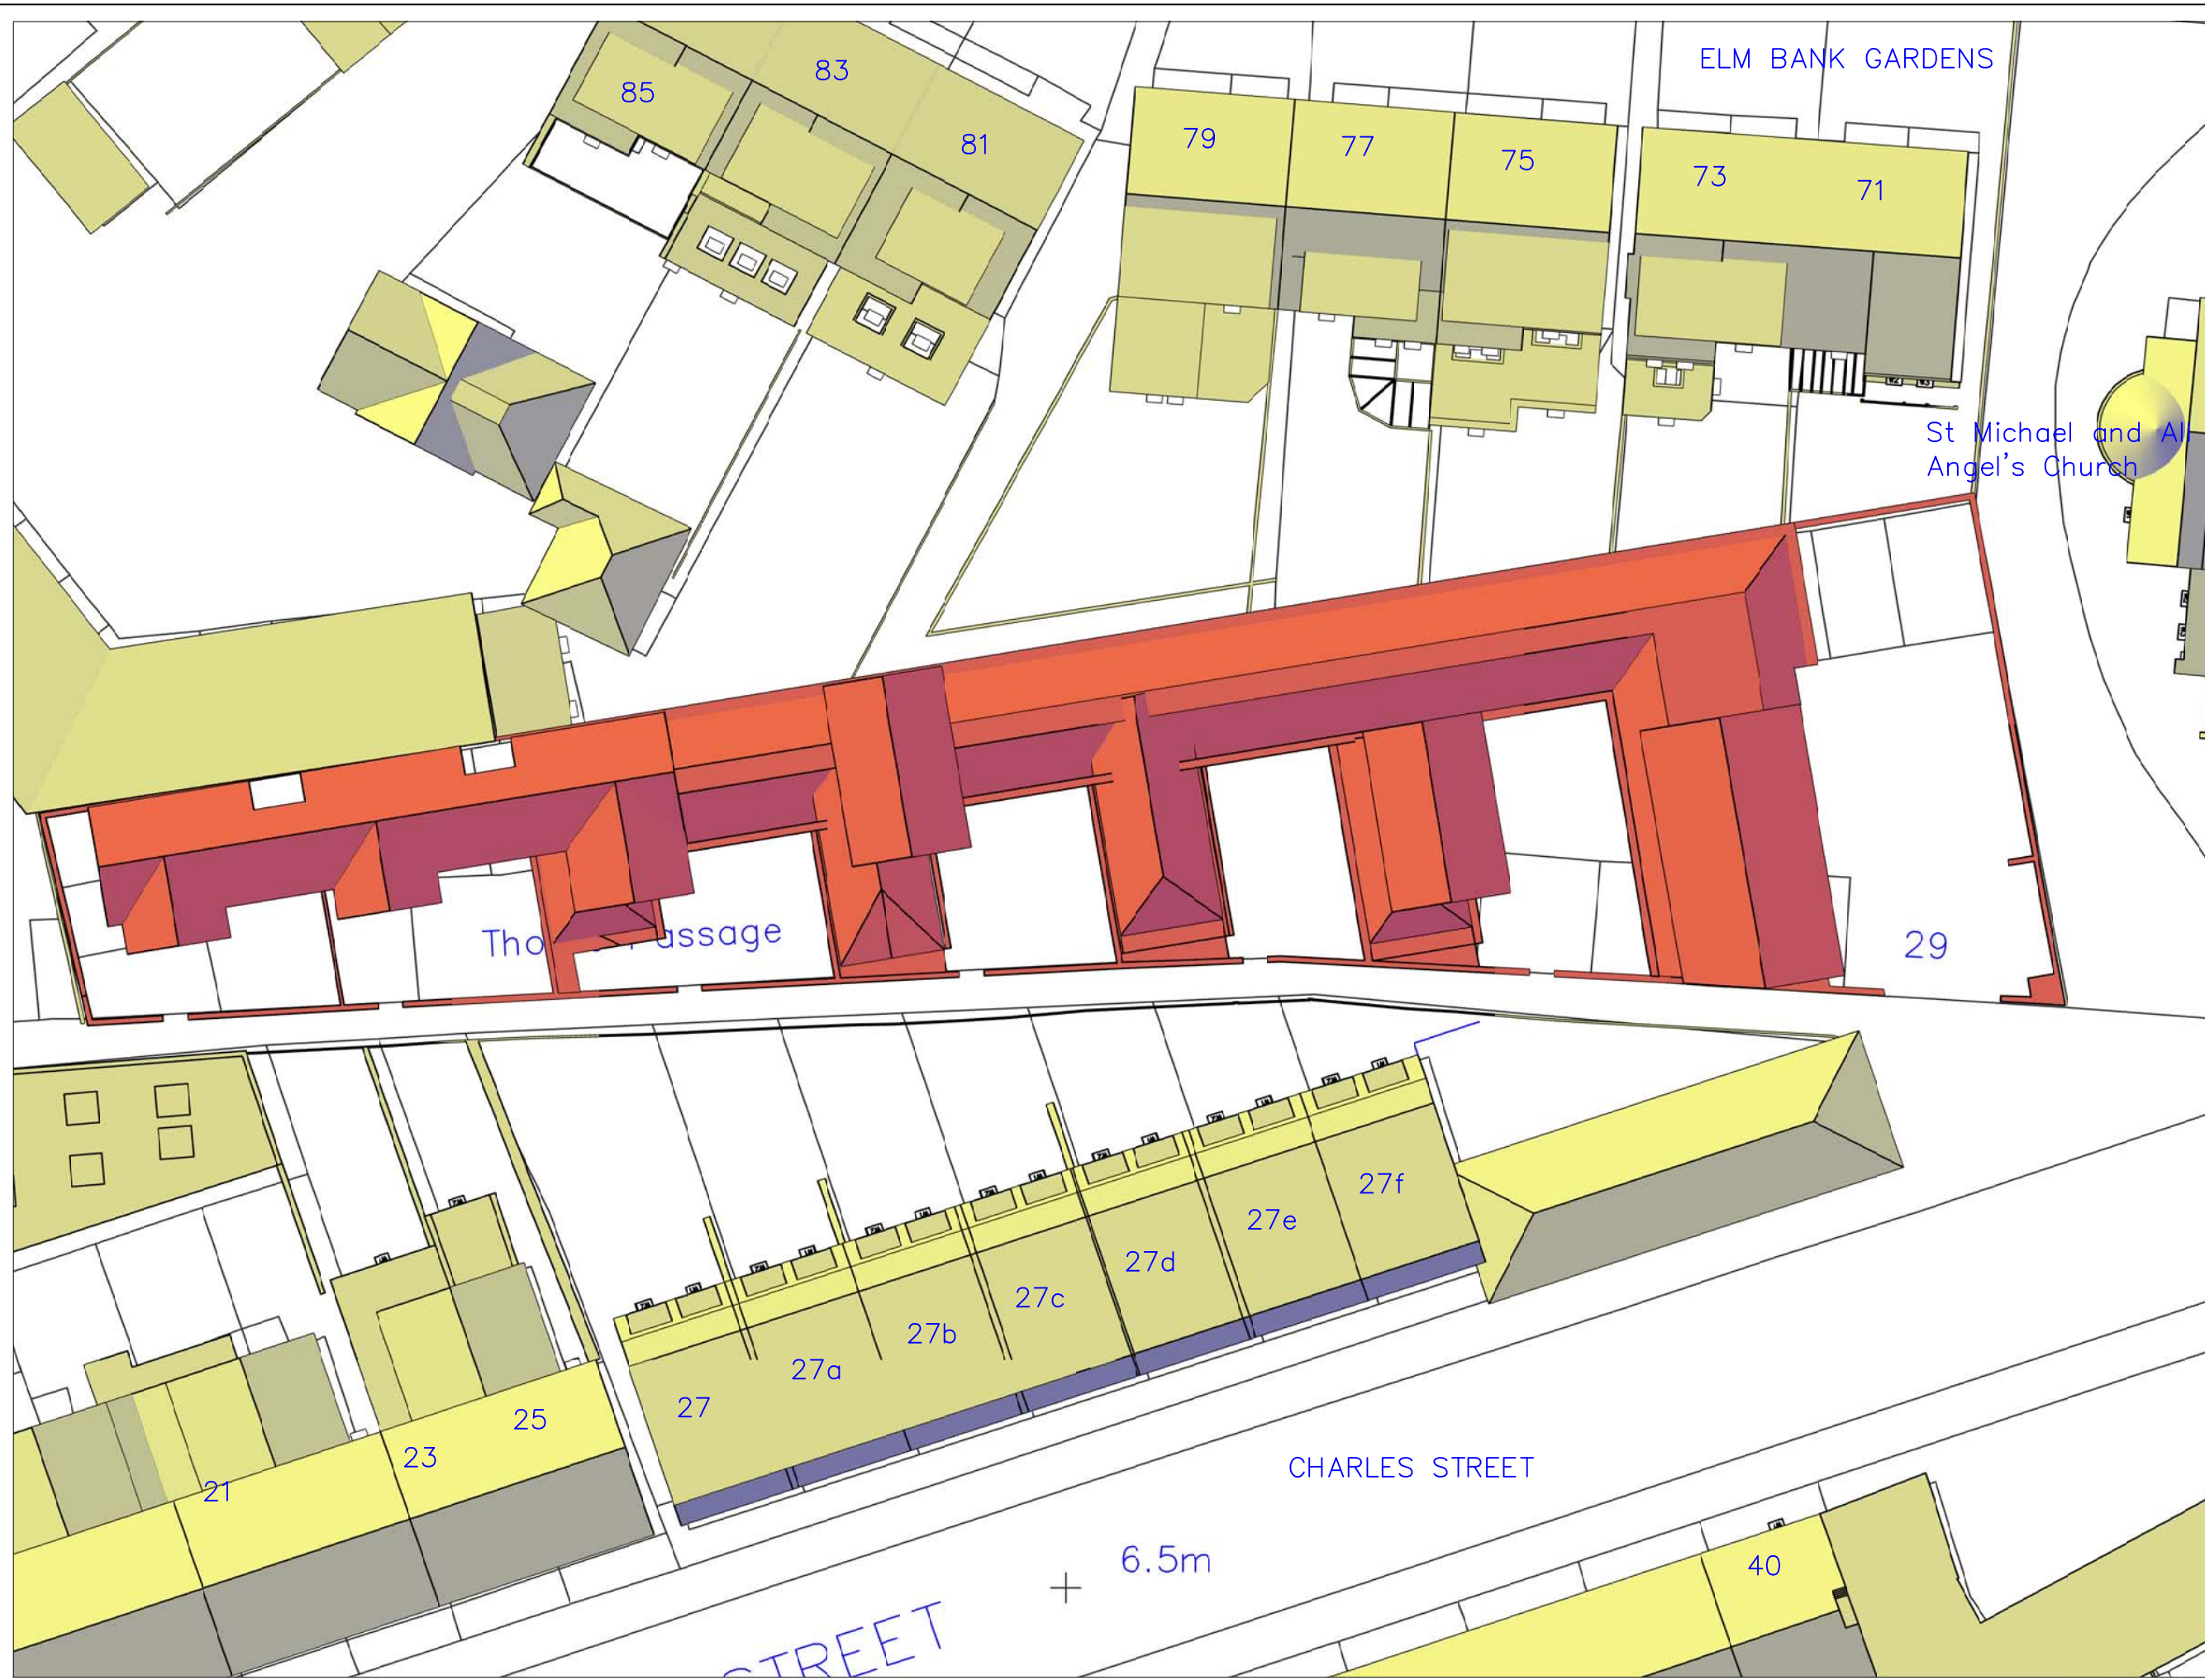 ELM BANK GARDENS
85
83
81
79
77
75
73
71
St Michael and All
Angel's Church
29
27f
27e
27d
27c
27b
27a
27
25
23
21
CHARLES STREET
40
6.5m
STREET